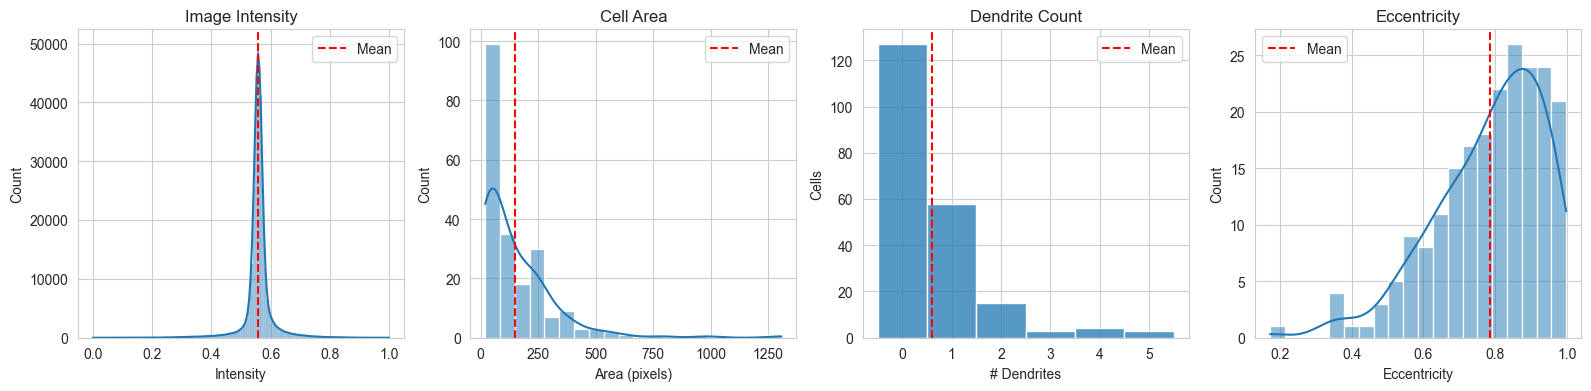 Image Intensity
Mean
50000
40000
30000
20000
10000
0
Count
0.0 0.2 0.4 0.6 0.8 1.0
Intensity
Cell Area
Mean
100
80
60
40
20
0
Count
0 250 500 750 1000 1250
Area (pixels)
Dendrite Count
Mean
120
100
80
60
40
20
0
Cells
0 1 2 3 4 5
# Dendrites
Eccentricity
Mean
25
20
15
10
5
0
Count
0.2 0.4 0.6 0.8 1.0
Eccentricity